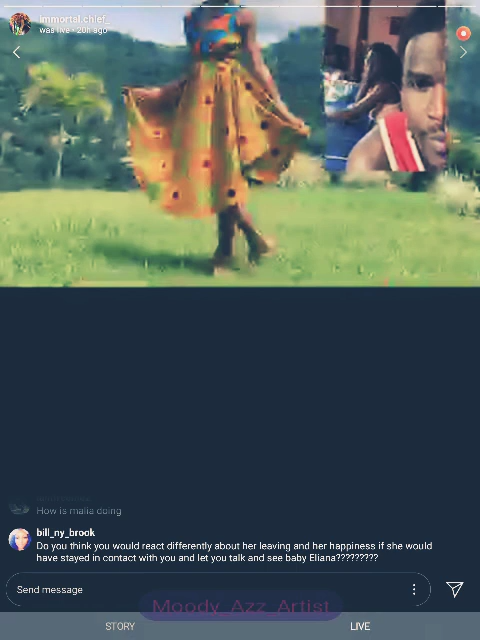 immortal.chief_
was live • 20h ago
How is malia doing
bill_ny_brook
Do you think you would react differently about her leaving and her happiness if she would
have stayed in contact with you and let you talk and see baby Eliana?????????
Send message
Moody_Azz_Artist
STORY
LIVE